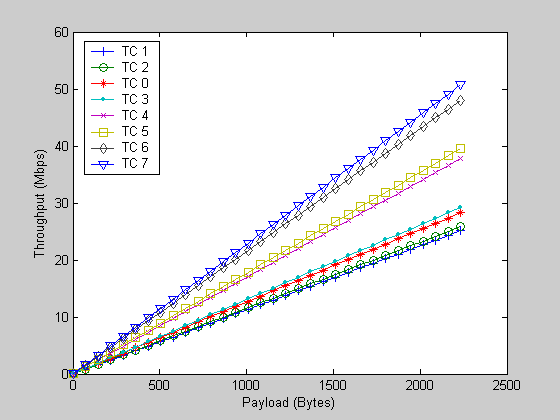 60
50
40
30
20
10
0
Throughput (Mbps)
TC 1
TC 2
TC 0
TC 3
TC 4
TC 5
TC 6
TC 7
0 500 1000 1500 2000 2500
Payload (Bytes)